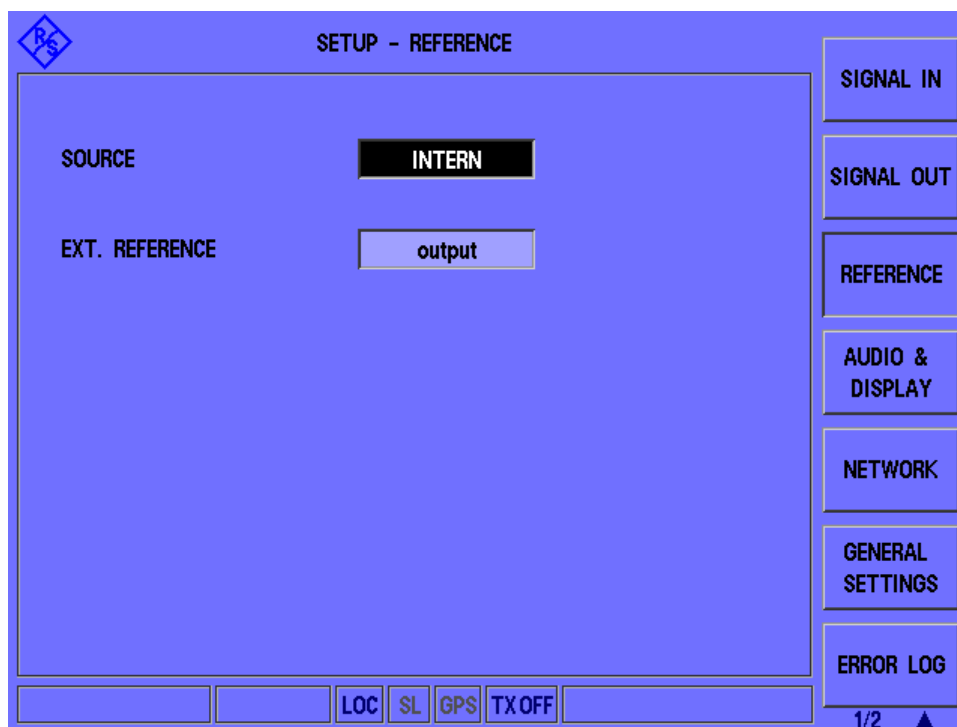 R/S
SETUP - REFERENCE
SOURCE INTERN
EXT. REFERENCE output
SIGNAL IN
SIGNAL OUT
REFERENCE
AUDIO &
DISPLAY
NETWORK
GENERAL
SETTINGS
ERROR LOG
LOC SL GPS TX OFF
1/2